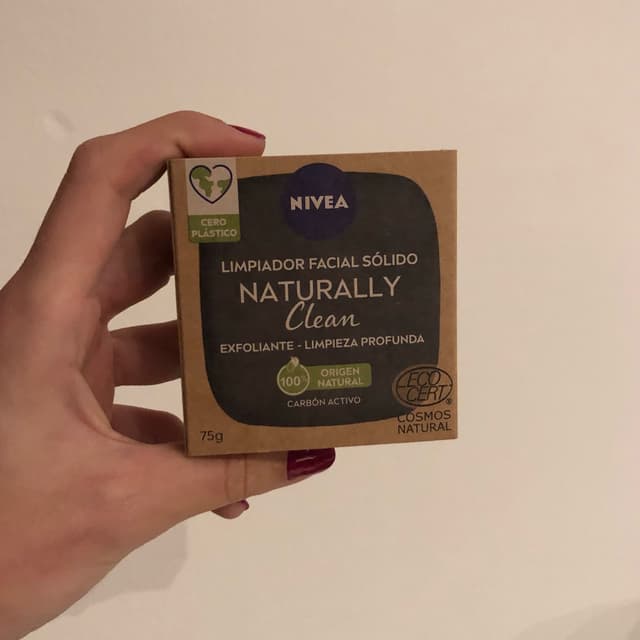 CERO
PLÁSTICO
NIVEA
LIMPIADOR FACIAL SÓLIDO
NATURALLY
Clean
EXFOLIANTE - LIMPIEZA PROFUNDA
100%
ORIGEN
NATURAL
CARBÓN ACTIVO
ECO
CERT®
COSMOS
NATURAL
75g